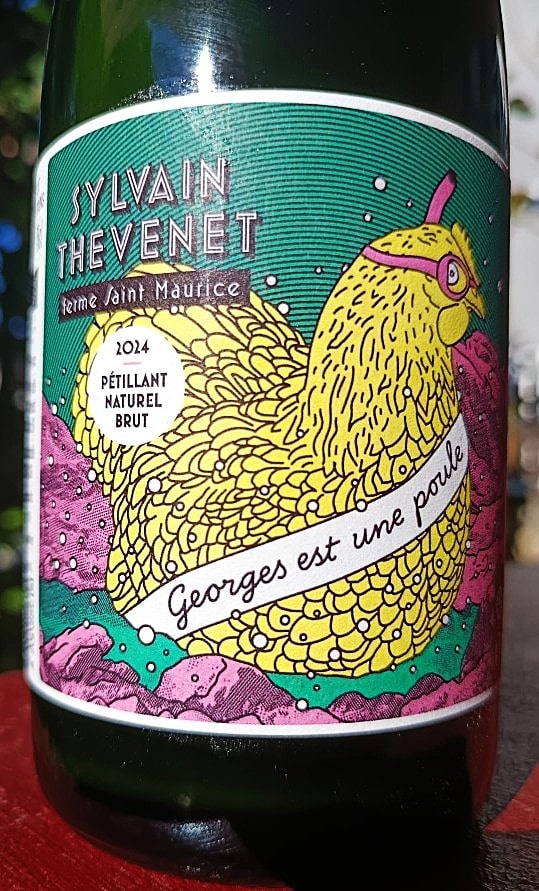 SYLVAIN
THEVENET
ferme Saint Maurice
2024
PÉTILLANT
NATUREL
BRUT
Georges est une poule